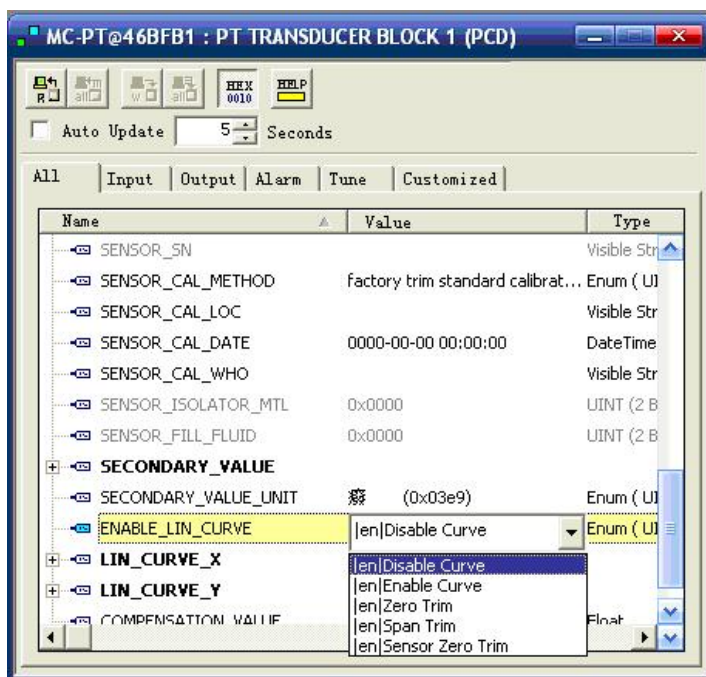 MC-PT@46BFB1 : PT TRANSDUCER BLOCK 1 (PCD)
R all w all HEX 0010 HELP
Auto Update 5 Seconds
All Input Output Alarm Tune Customized
Name Value Type
SENSOR_SN Visible Str
SENSOR_CAL_METHOD factory trim standard calibrat... Enum ( UI
SENSOR_CAL_LOC Visible Str
SENSOR_CAL_DATE 0000-00-00 00:00:00 DateTime
SENSOR_CAL_WHO Visible Str
SENSOR_ISOLATOR_MTL 0x0000 UINT (2 B
SENSOR_FILL_FLUID 0x0000 UINT (2 B
SECONDARY_VALUE
SECONDARY_VALUE_UNIT (0x03e9) Enum ( UI
ENABLE_LIN_CURVE |en|Disable Curve Enum ( UI
LIN_CURVE_X |en|Disable Curve
|en|Enable Curve
LIN_CURVE_Y |en|Zero Trim
|en|Span Trim
COMPENSATION_VALUE Float
|en|Sensor Zero Trim